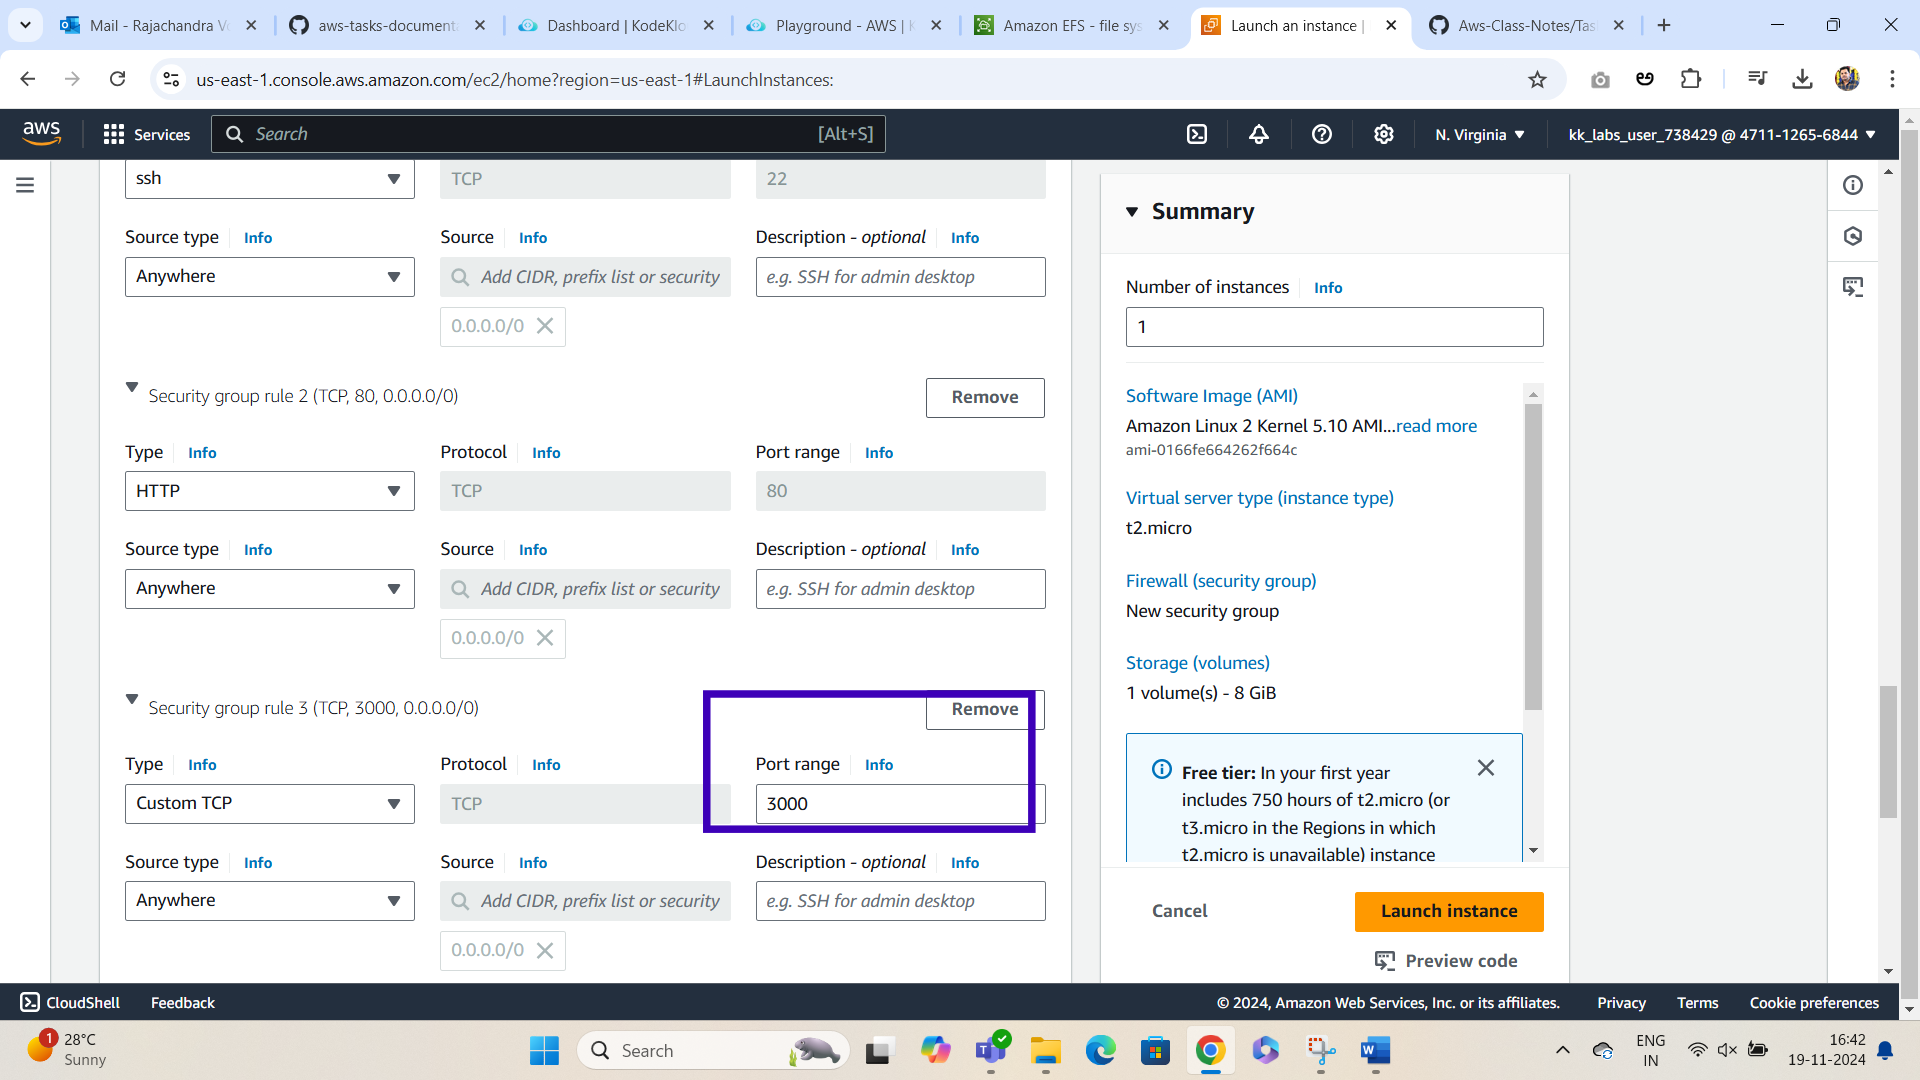 Mail - Rajachandra Vo
aws-tasks-documenta
Dashboard | KodeKlo
Playground - AWS | K
Amazon EFS - file sys
Launch an instance |
Aws-Class-Notes/Tas
us-east-1.console.aws.amazon.com/ec2/home?region=us-east-1#LaunchInstances:
aws
Services
Search
[Alt+S]
N. Virginia
kk_labs_user_738429 @ 4711-1265-6844
ssh
TCP
22
Source type
Info
Source
Info
Description - optional
Info
Anywhere
Add CIDR, prefix list or security
e.g. SSH for admin desktop
0.0.0.0/0
Security group rule 2 (TCP, 80, 0.0.0.0/0)
Remove
Type
Info
Protocol
Info
Port range
Info
HTTP
TCP
80
Source type
Info
Source
Info
Description - optional
Info
Anywhere
Add CIDR, prefix list or security
e.g. SSH for admin desktop
0.0.0.0/0
Security group rule 3 (TCP, 3000, 0.0.0.0/0)
Remove
Type
Info
Protocol
Info
Port range
Info
Custom TCP
TCP
3000
Source type
Info
Source
Info
Description - optional
Info
Anywhere
Add CIDR, prefix list or security
e.g. SSH for admin desktop
0.0.0.0/0
Summary
Number of instances
Info
1
Software Image (AMI)
Amazon Linux 2 Kernel 5.10 AMI...read more
ami-0166fe664262f664c
Virtual server type (instance type)
t2.micro
Firewall (security group)
New security group
Storage (volumes)
1 volume(s) - 8 GiB
Free tier: In your first year
includes 750 hours of t2.micro (or
t3.micro in the Regions in which
t2.micro is unavailable) instance
Cancel
Launch instance
Preview code
CloudShell
Feedback
© 2024, Amazon Web Services, Inc. or its affiliates.
Privacy
Terms
Cookie preferences
1
28°C
Sunny
Search
ENG
IN
16:42
19-11-2024